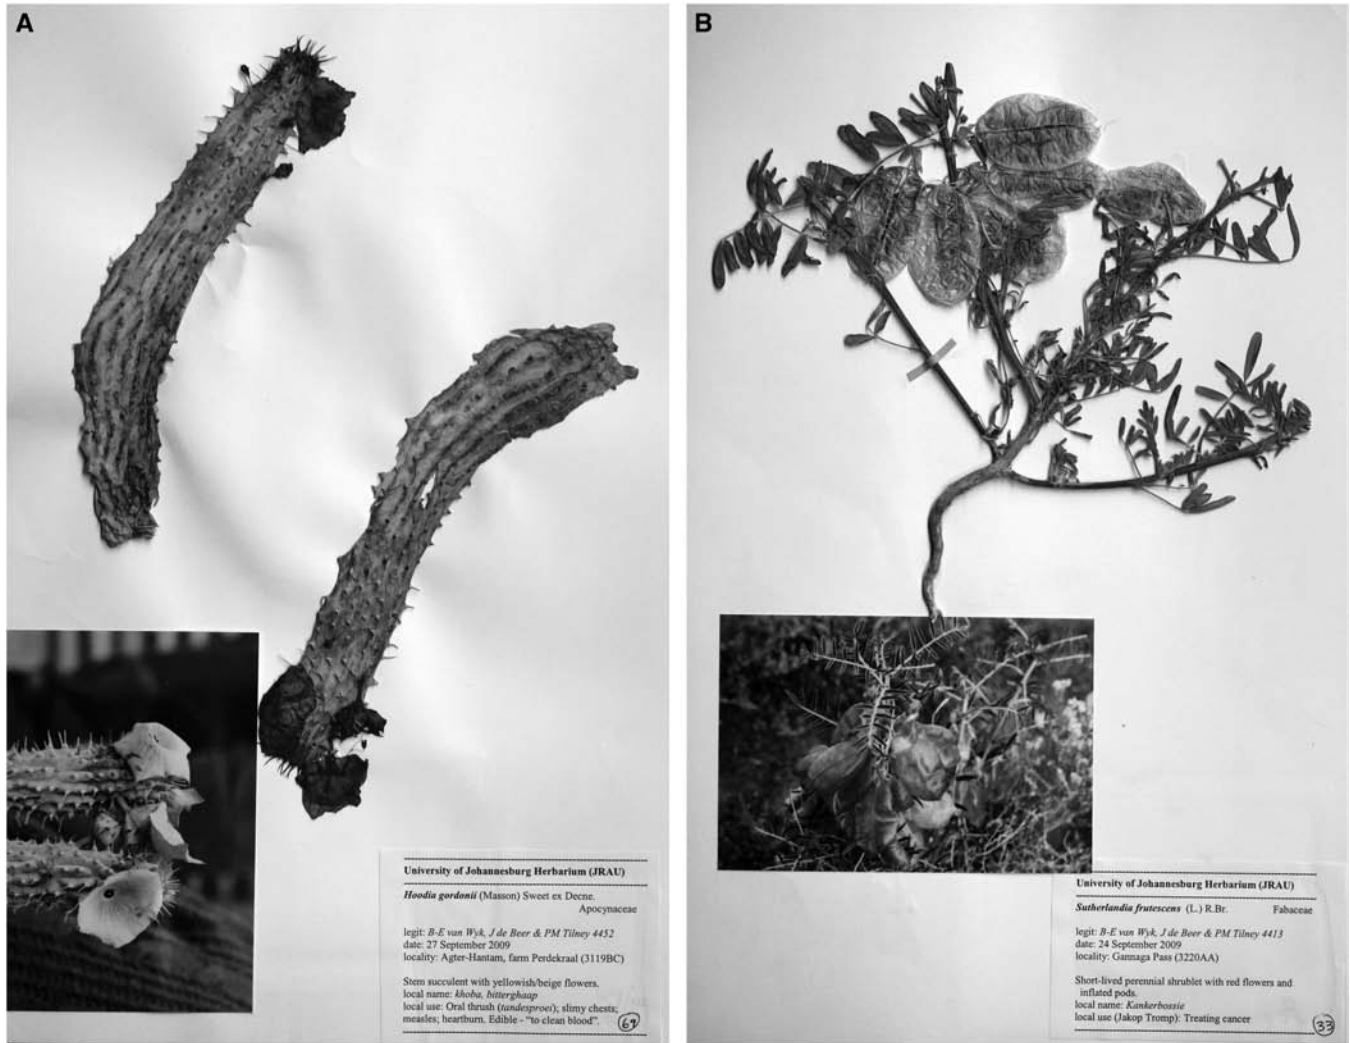 A
University of Johannesburg Herbarium (JRAU)
Hoodia gordonii (Masson) Sweet ex Decne.
Apocynaceae
legit: B-E van Wyk, J de Beer & PM Tilney 4452
date: 27 September 2009
locality: Agter-Hantam, farm Perdekraal (3119BC)
Stem succulent with yellowish/beige flowers.
local name: khoba, bitterghaap
local use: Oral thrush (tandesproei); slimy chests;
measles; heartburn. Edible - "to clean blood".
69
B
University of Johannesburg Herbarium (JRAU)
Sutherlandia frutescens (L.) R.Br. Fabaceae
legit: B-E van Wyk, J de Beer & PM Tilney 4413
date: 24 September 2009
locality: Gannaga Pass (3220AA)
Short-lived perennial shrublet with red flowers and
inflated pods.
local name: Kankerbossie
local use (Jakop Tromp): Treating cancer
33